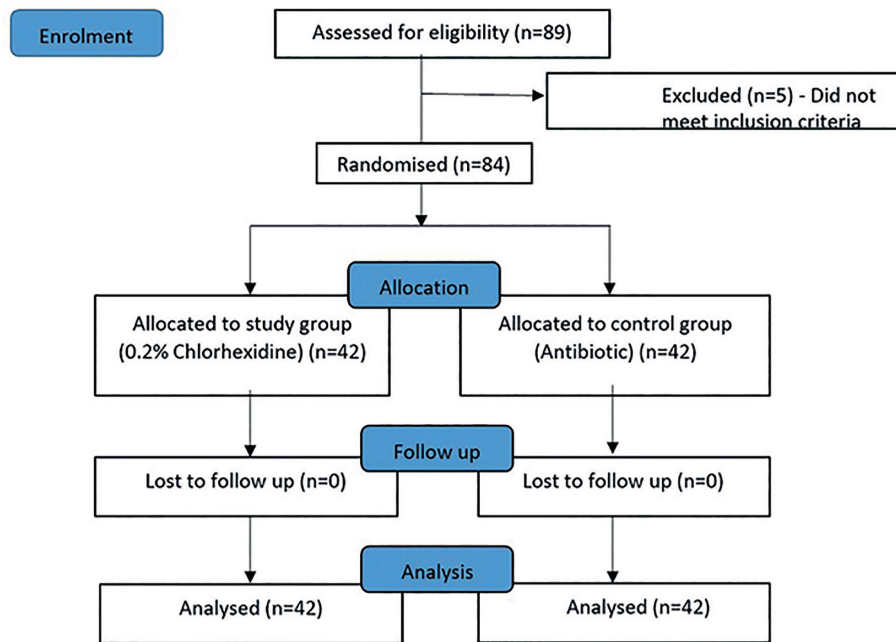 Enrolment
Assessed for eligibility (n=89)
Excluded (n=5) - Did not
meet inclusion criteria
Randomised (n=84)
Allocation
Allocated to study group
(0.2% Chlorhexidine) (n=42)
Allocated to control group
(Antibiotic) (n=42)
Follow up
Lost to follow up (n=0)
Lost to follow up (n=0)
Analysis
Analysed (n=42)
Analysed (n=42)